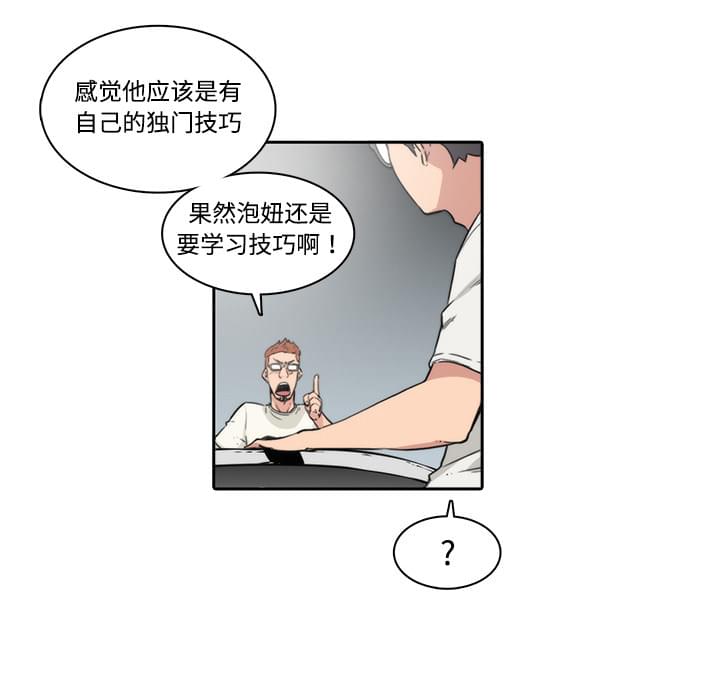 感觉他应该是有
自己的独门技巧
果然泡妞还是
要学习技巧啊！
？